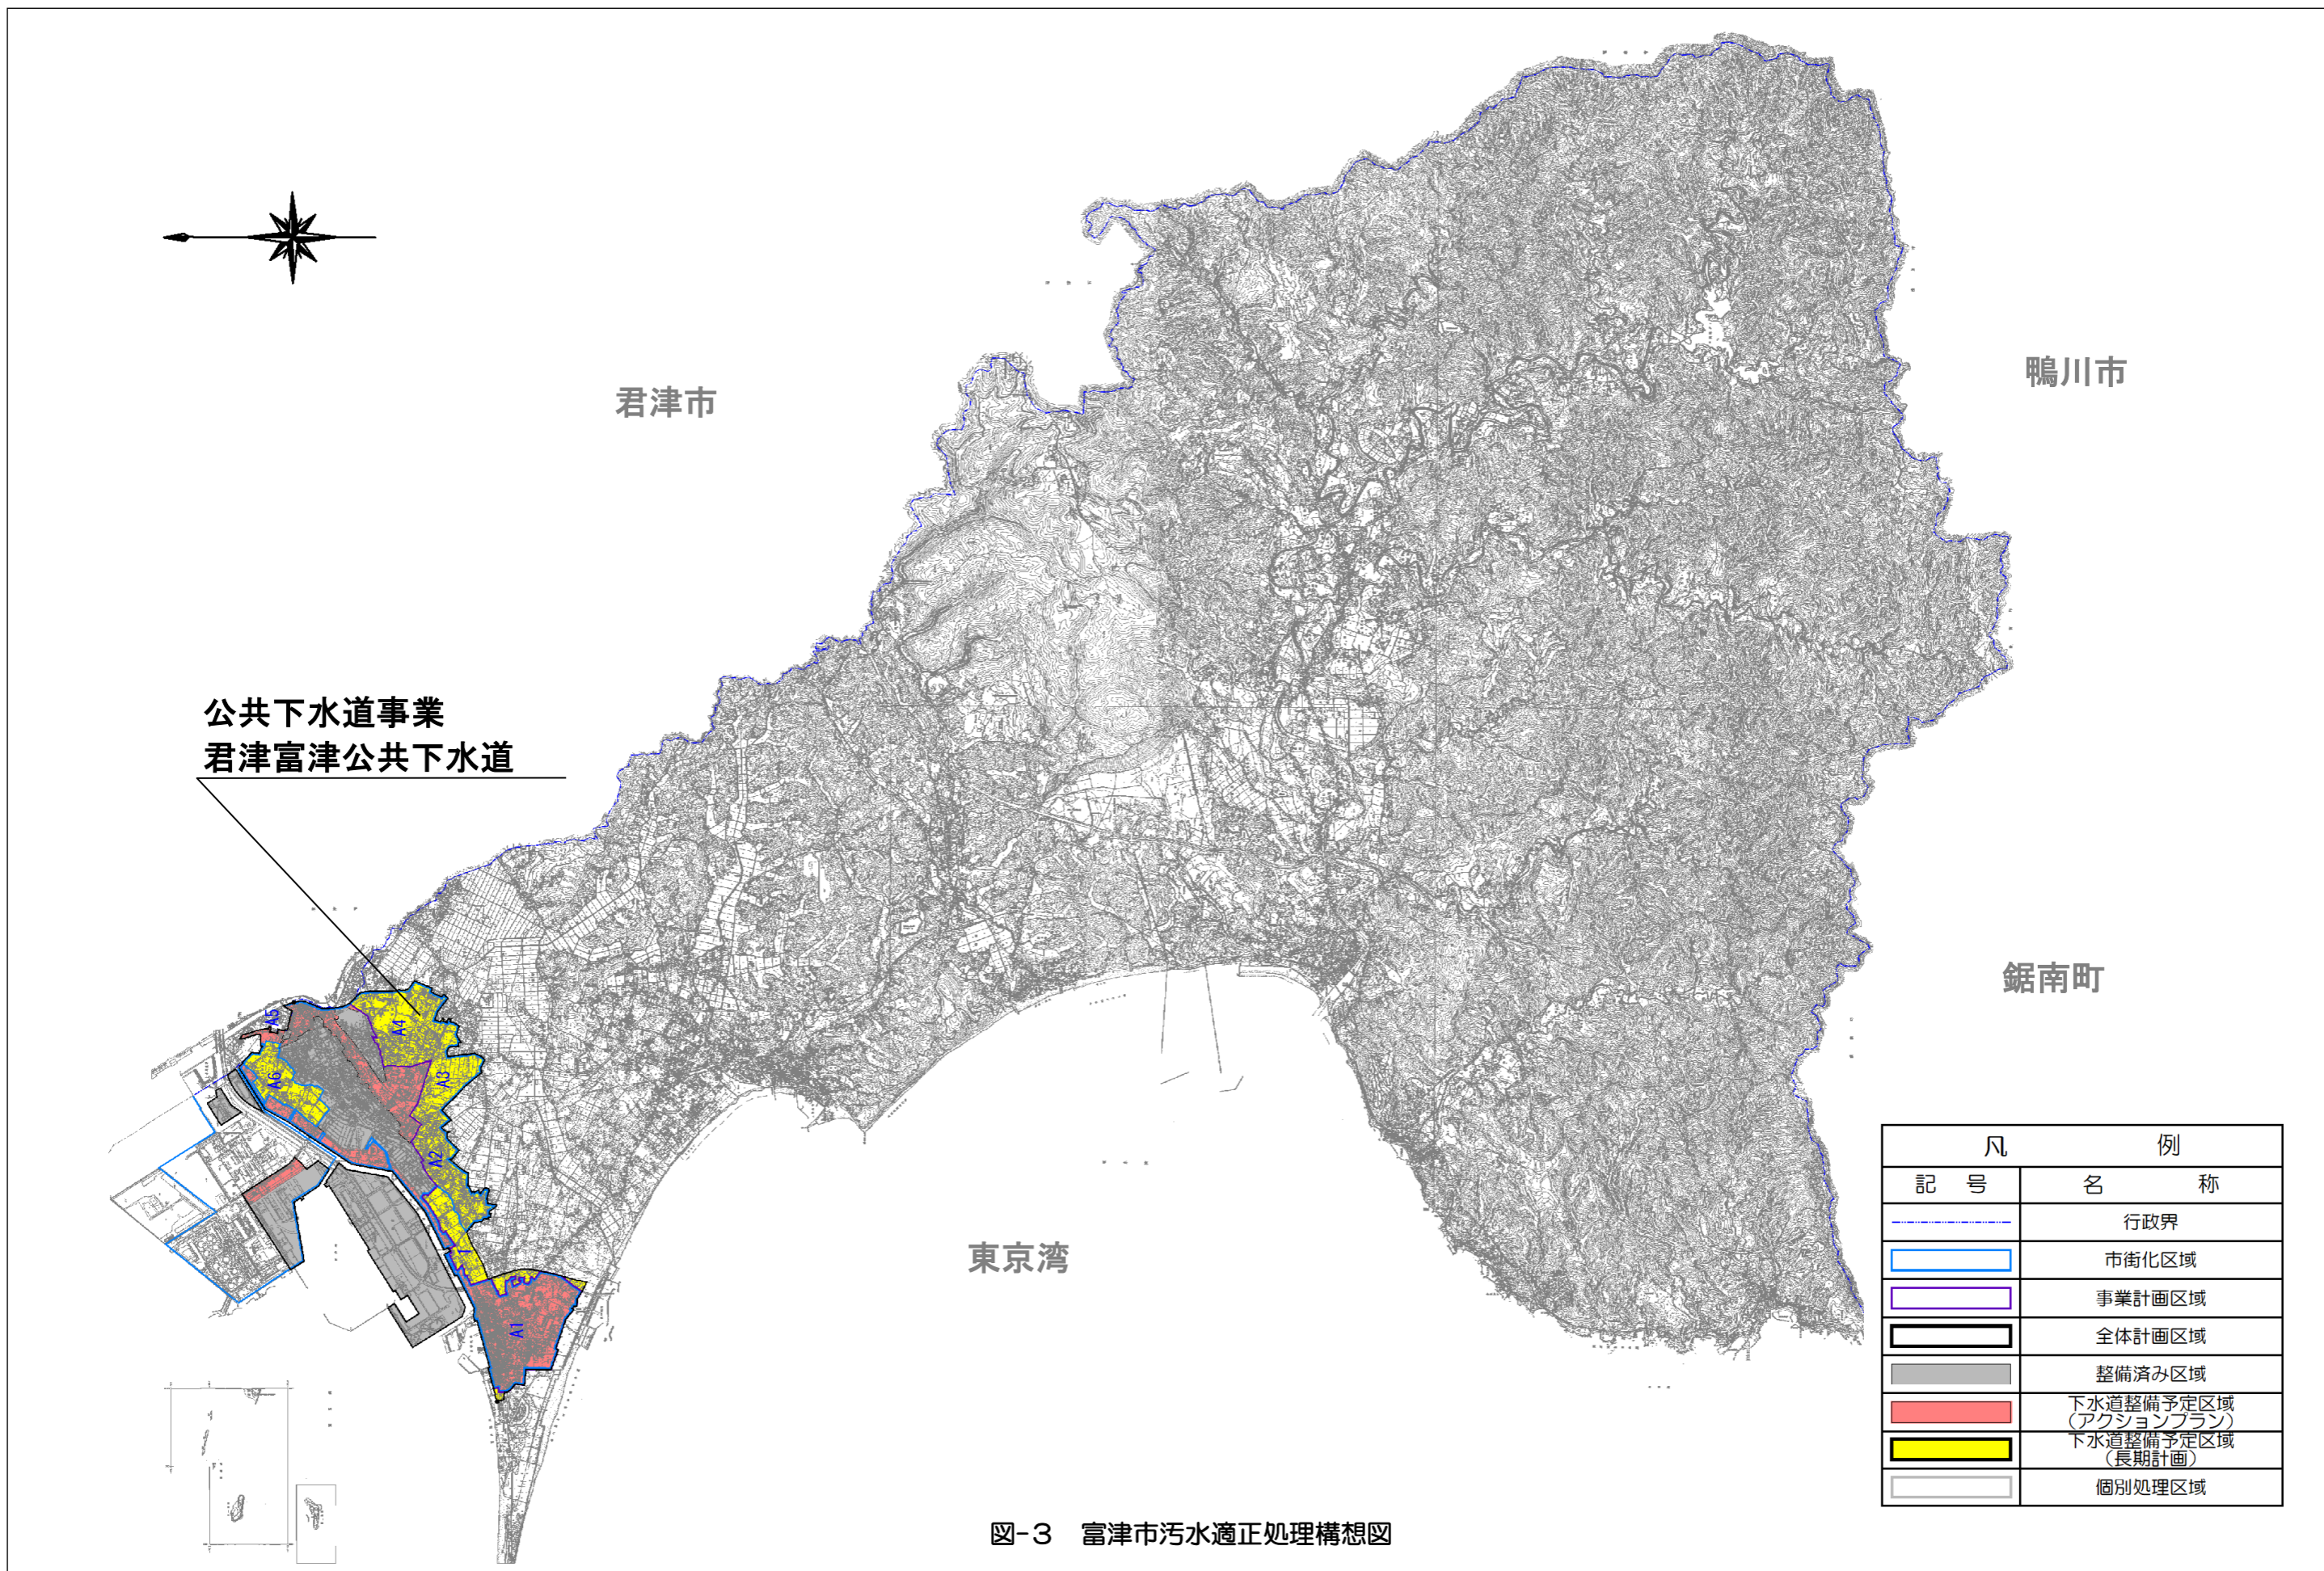 君津市
鴨川市
公共下水道事業
君津富津公共下水道
鋸南町
東京湾
A5
A4
A6
A3
A2
A1
凡 例
記 号 名 称
行政界
市街化区域
事業計画区域
全体計画区域
整備済み区域
下水道整備予定区域
(アクションプラン)
下水道整備予定区域
(長期計画)
個別処理区域
図-3 富津市汚水適正処理構想図